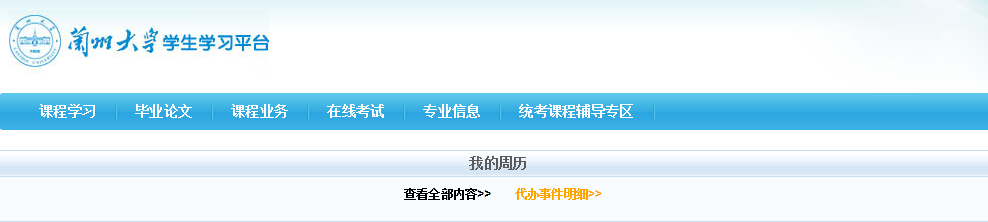 兰州大学学生学习平台
课程学习 毕业论文 课程业务 在线考试 专业信息 统考课程辅导专区
我的周历
查看全部内容>> 代办事件明细>>